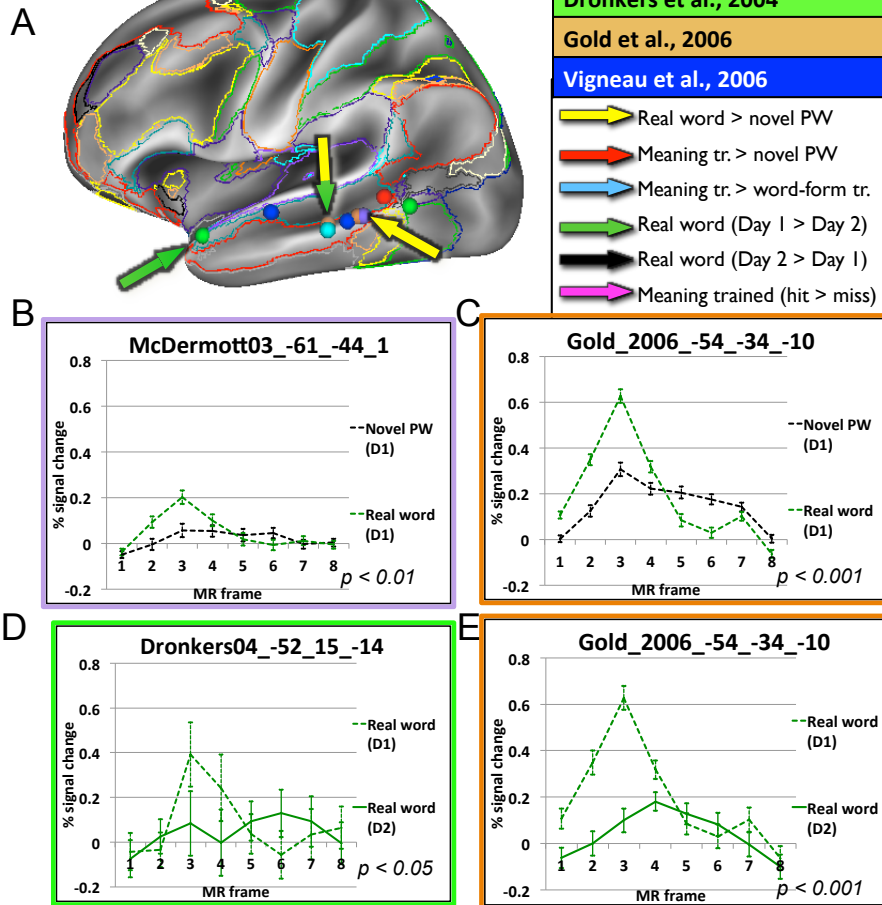 A
Dronkers et al., 2004
Gold et al., 2006
Vigneau et al., 2006
Real word > novel PW
Meaning tr. > novel PW
Meaning tr. > word-form tr.
Real word (Day 1 > Day 2)
Real word (Day 2 > Day 1)
Meaning trained (hit > miss)
B
McDermott03_-61_-44_1
0.8
0.6
0.4
0.2
0
-0.2
% signal change
1 2 3 4 5 6 7 8
MR frame
Novel PW
(D1)
Real word
(D1)
p < 0.01
C
Gold_2006_-54_-34_-10
0.8
0.6
0.4
0.2
0
-0.2
% signal change
1 2 3 4 5 6 7 8
MR frame
Novel PW
(D1)
Real word
(D1)
p < 0.001
D
Dronkers04_-52_15_-14
0.8
0.6
0.4
0.2
0
-0.2
% signal change
1 2 3 4 5 6 7 8
MR frame
Real word
(D1)
Real word
(D2)
p < 0.05
E
Gold_2006_-54_-34_-10
0.8
0.6
0.4
0.2
0
-0.2
% signal change
1 2 3 4 5 6 7 8
MR frame
Real word
(D1)
Real word
(D2)
p < 0.001